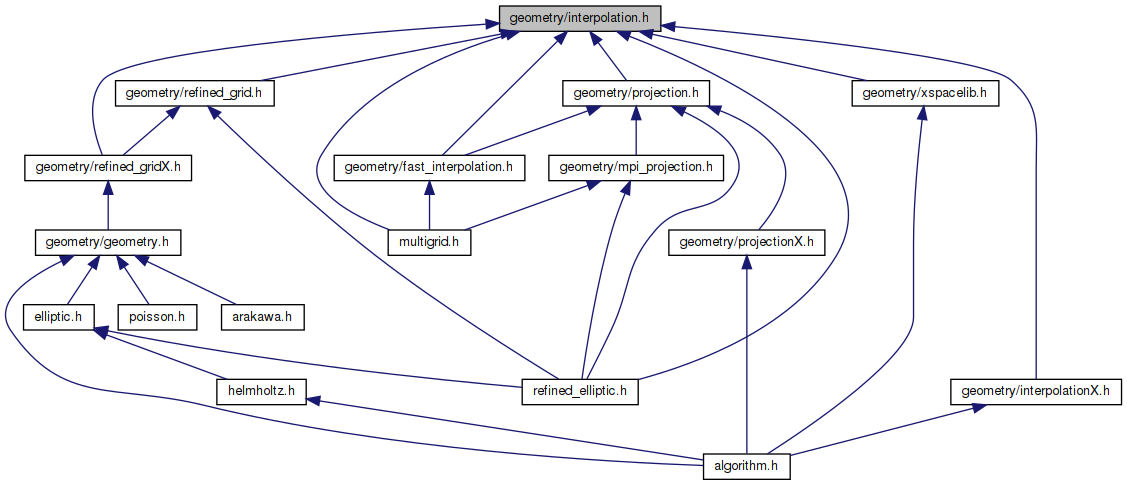 geometry/interpolation.h
geometry/refined_grid.h
geometry/projection.h
geometry/xspacelib.h
geometry/refined_gridX.h
geometry/fast_interpolation.h
geometry/mpi_projection.h
geometry/geometry.h
multigrid.h
geometry/projectionX.h
elliptic.h
poisson.h
arakawa.h
helmholtz.h
refined_elliptic.h
geometry/interpolationX.h
algorithm.h